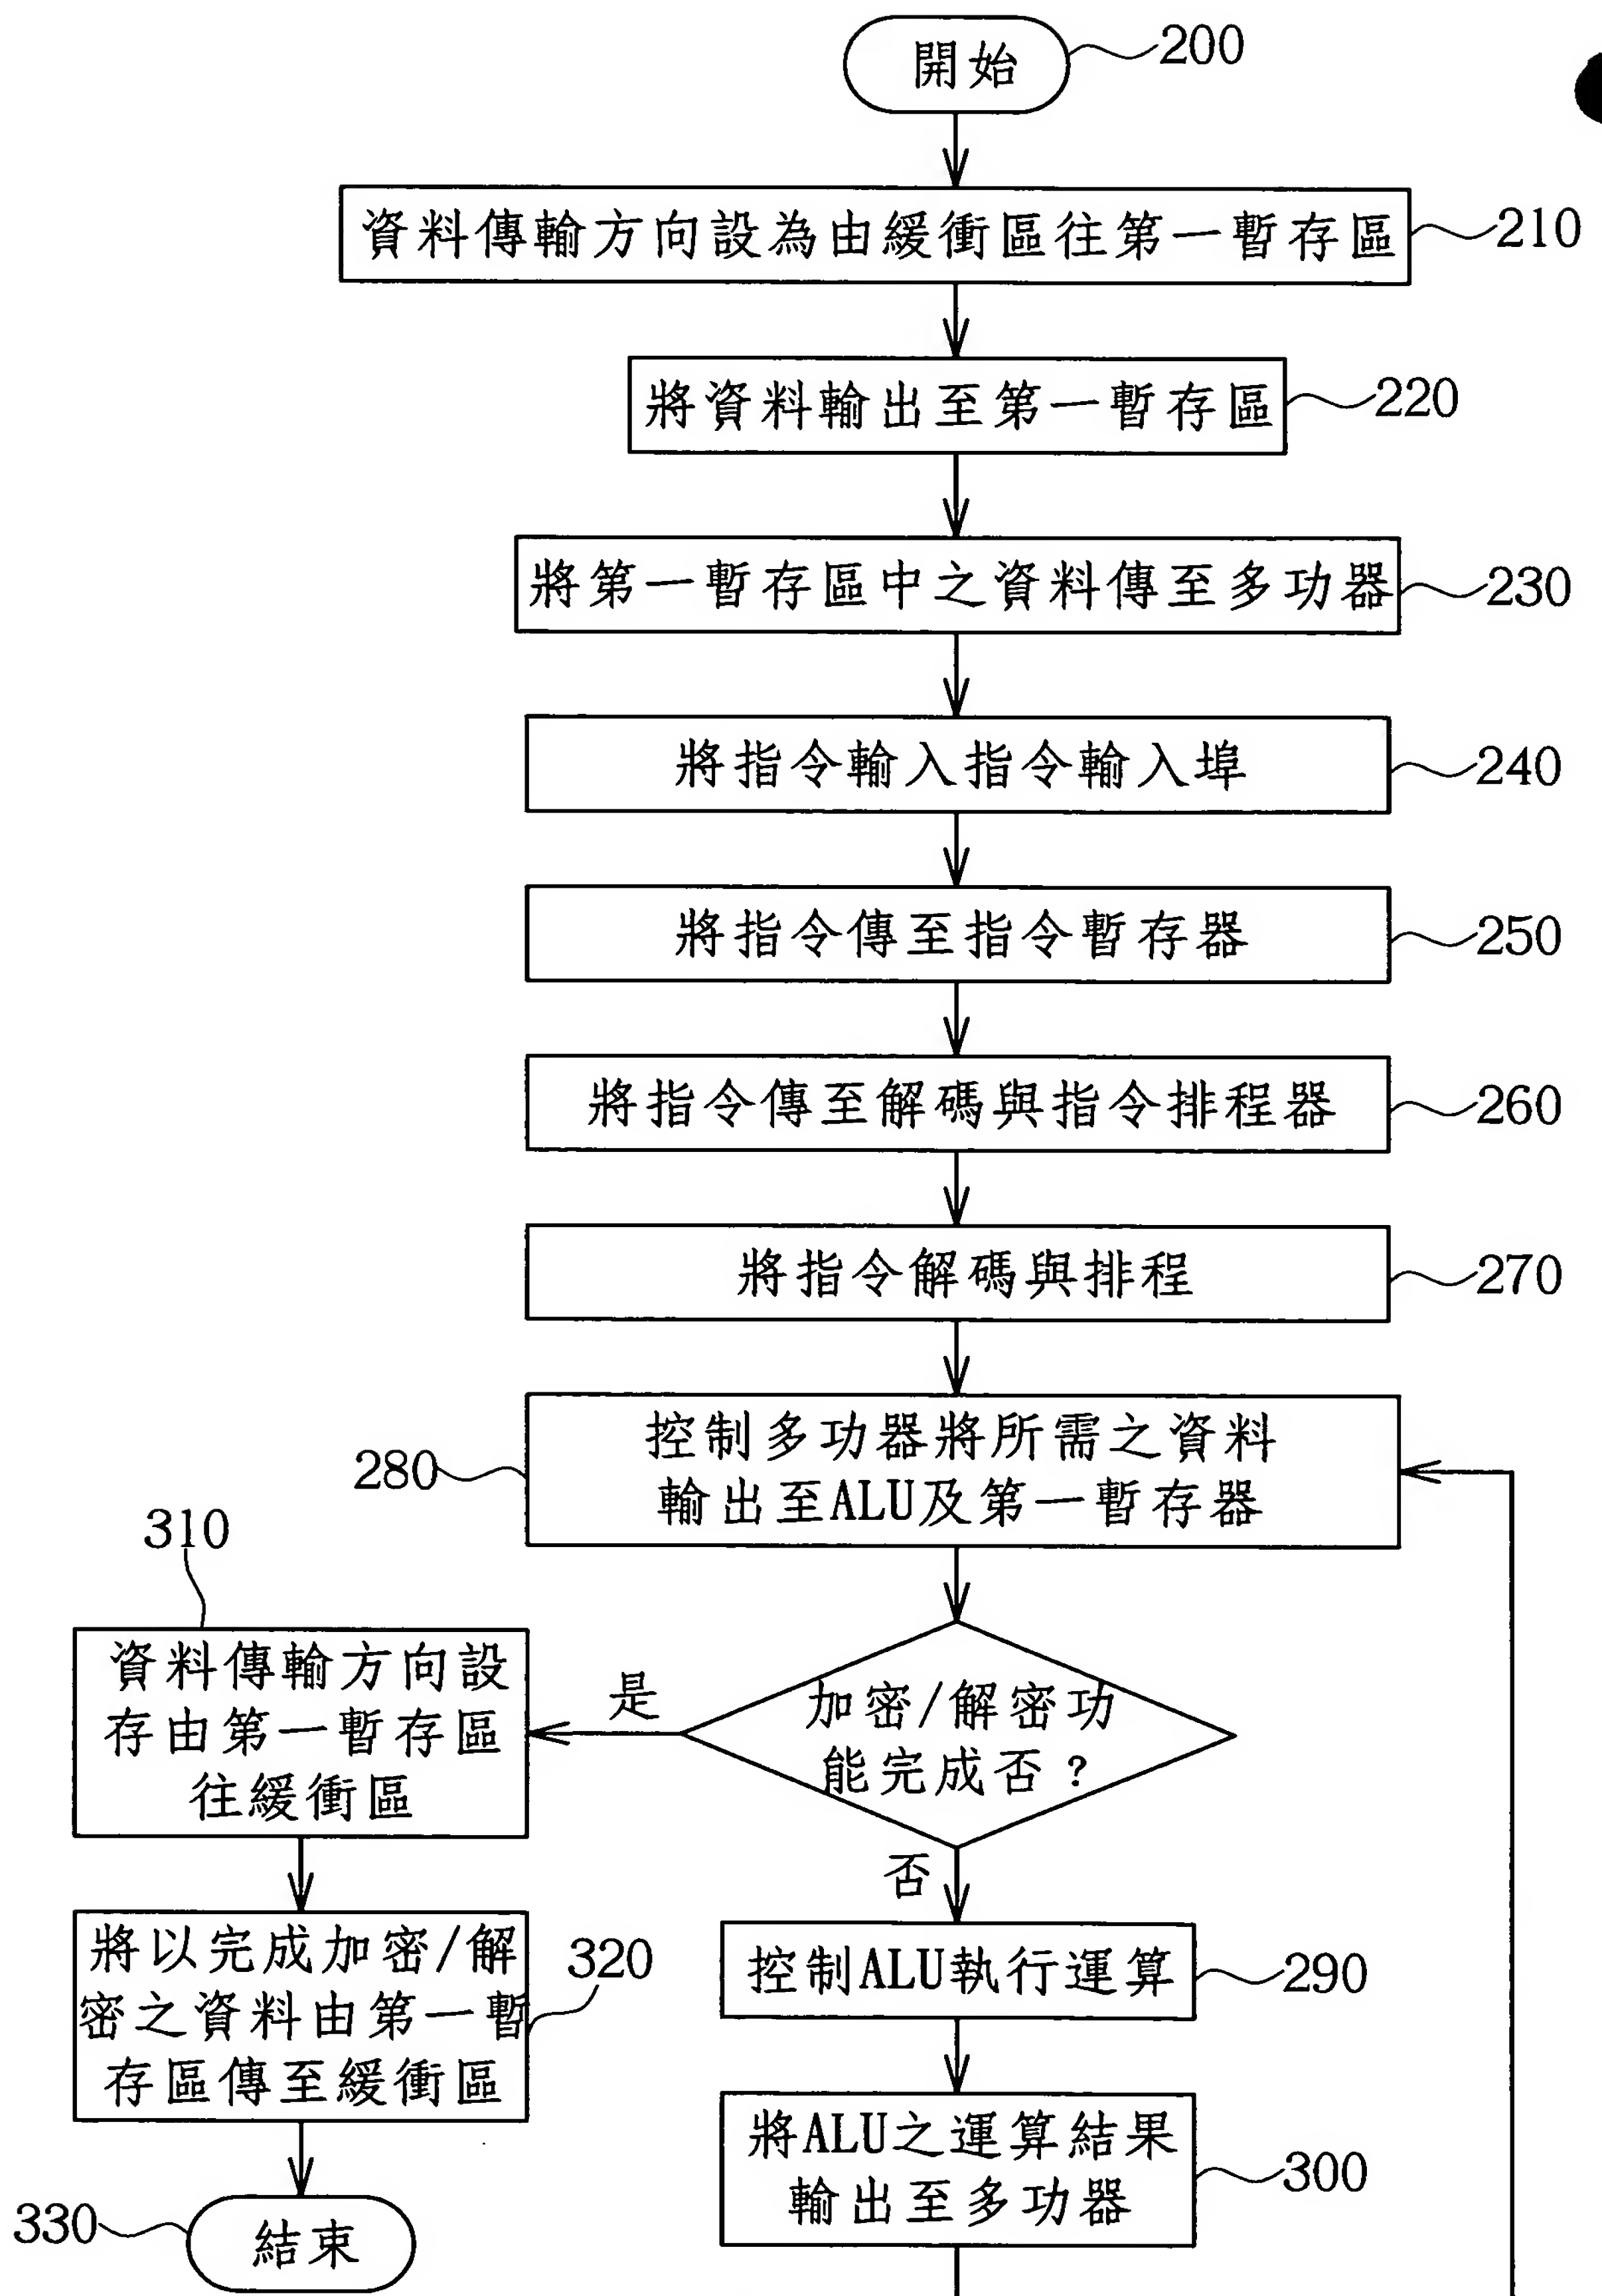 開始
200
資料傳輸方向設為由緩衝區往第一暫存區
210
將資料輸出至第一暫存區
220
將第一暫存區中之資料傳至多功器
230
將指令輸入指令輸入埠
240
將指令傳至指令暫存器
250
將指令傳至解碼與指令排程器
260
將指令解碼與排程
270
控制多功器將所需之資料
輸出至ALU及第一暫存器
280
加密/解密功
能完成否？
是
否
310
資料傳輸方向設
存由第一暫存區
往緩衝區
控制ALU執行運算
290
將以完成加密/解
密之資料由第一暫
存區傳至緩衝區
320
將ALU之運算結果
輸出至多功器
300
330
結束